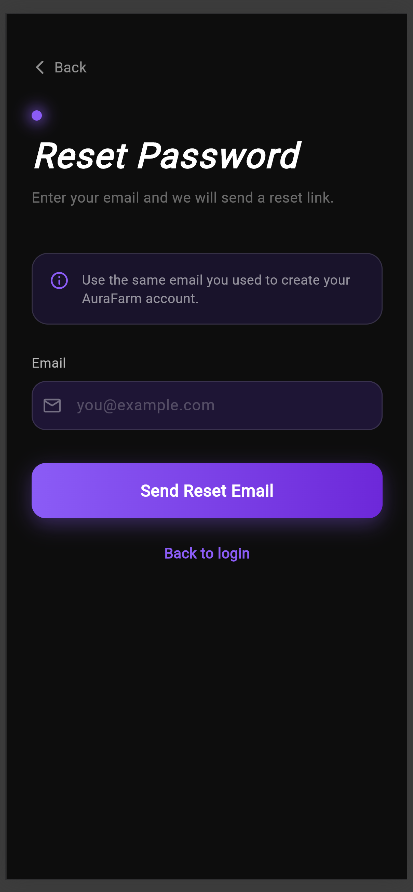 Back
Reset Password
Enter your email and we will send a reset link.
Use the same email you used to create your
AuraFarm account.
Email
you@example.com
Send Reset Email
Back to login